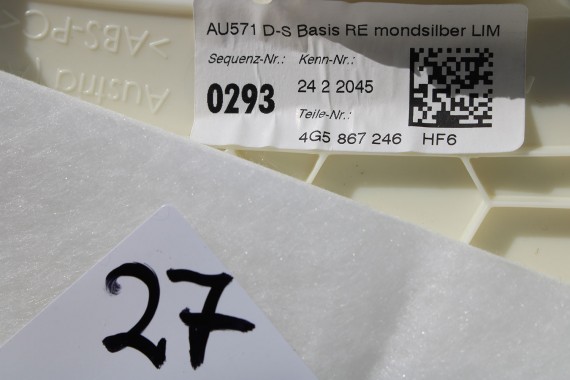 AU571 D-S Basis RE mondsilber LIM
Sequenz-Nr.: Kenn-Nr.:
0293 24 2 2045
Teile-Nr.:
4G5 867 246 HF6
>ABS-PC<
Austria
27